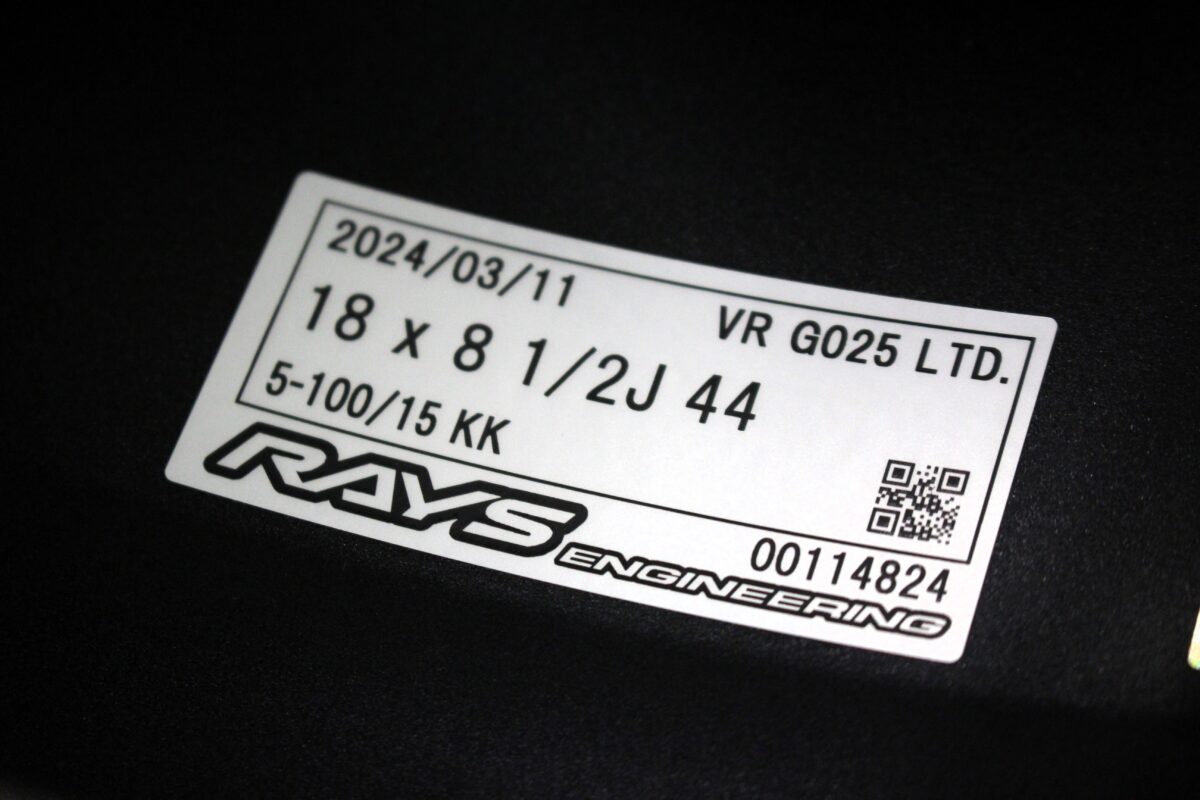 2024/03/11
VR G025 LTD.
18 x 8 1/2J 44
5-100/15 KK
00114824
RAYS ENGINEERING